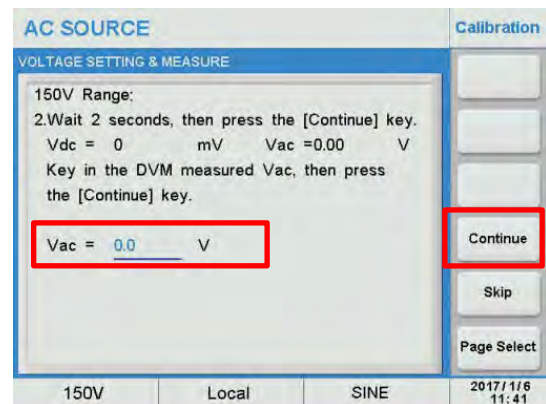 AC SOURCE
Calibration
VOLTAGE SETTING & MEASURE
150V Range:
2.Wait 2 seconds, then press the [Continue] key.
Vdc = 0 mV Vac =0.00 V
Key in the DVM measured Vac, then press
the [Continue] key.
Vac = 0.0 V
Continue
Skip
Page Select
150V Local SINE 2017/1/6
11:41